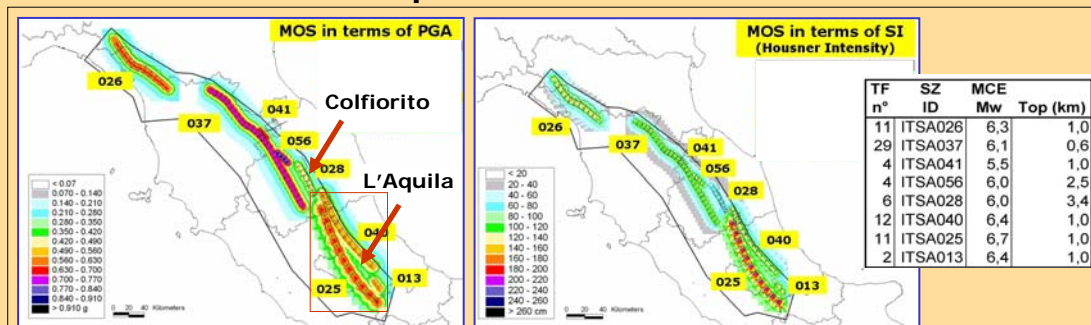 MOS in terms of PGA
026
037
041
056
028
Colfiorito
L'Aquila
040
025
013
< 0.07
0.070 - 0.140
0.140 - 0.210
0.210 - 0.280
0.280 - 0.350
0.350 - 0.420
0.420 - 0.490
0.490 - 0.560
0.560 - 0.630
0.630 - 0.700
0.700 - 0.770
0.770 - 0.840
0.840 - 0.910
> 0.910 g
0 20 40 Kilometers
MOS in terms of SI
(Housner Intensity)
026
037
041
056
028
040
025
013
< 20
20 - 40
40 - 60
60 - 80
80 - 100
100 - 120
120 - 140
140 - 160
160 - 180
180 - 200
200 - 220
220 - 240
240 - 260
> 260 cm
0 20 40 Kilometers
TF SZ MCE
n° ID Mw Top (km)
11 ITSA026 6,3 1,0
29 ITSA037 6,1 0,6
4 ITSA041 5,5 1,0
4 ITSA056 6,0 2,5
6 ITSA028 6,0 3,4
12 ITSA040 6,4 1,0
11 ITSA025 6,7 1,0
2 ITSA013 6,4 1,0